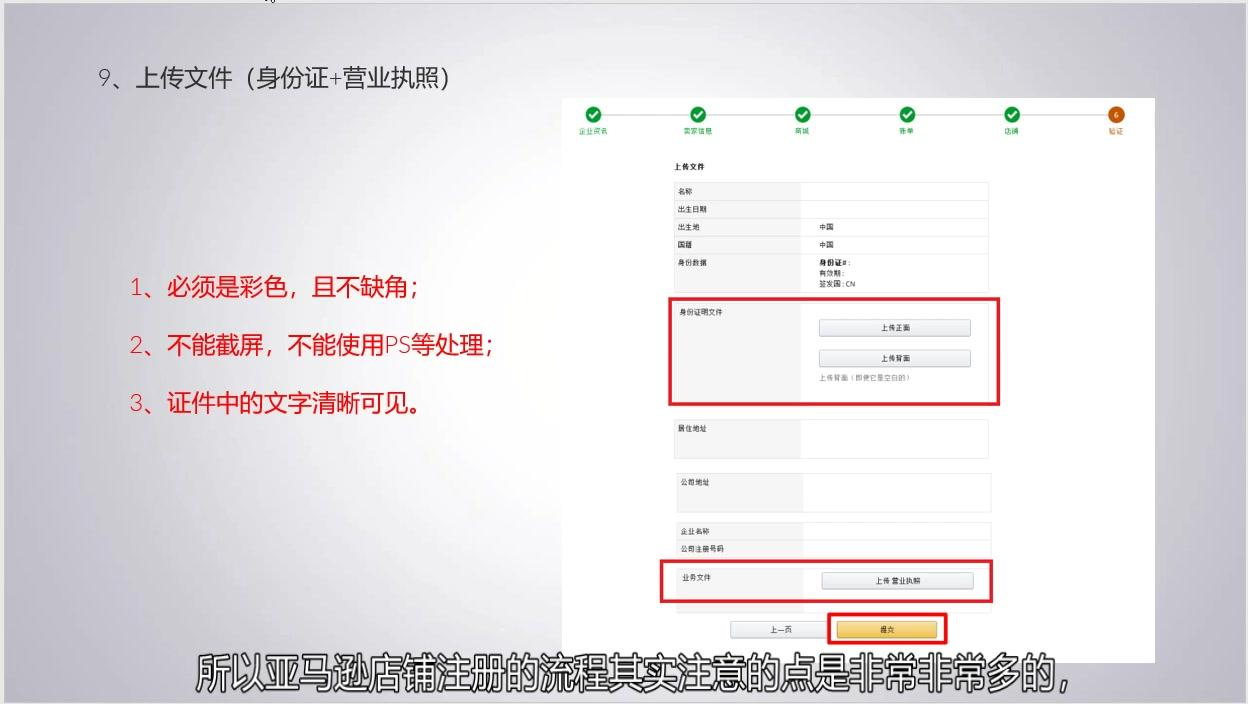 9、上传文件（身份证+营业执照）
1、必须是彩色，且不缺角；
2、不能截屏，不能使用PS等处理；
3、证件中的文字清晰可见。
企业资讯
卖家信息
商城
账单
店铺
6
验证
上传文件
名称
出生日期
出生地 中国
国籍 中国
身份数据 身份证#：
有效期：
签发国：CN
身份证明文件
上传正面
上传背面
上传背面（即使它是空白的）
居住地址
公司地址
企业名称
公司注册号码
业务文件
上传 营业执照
上一页
提交
所以亚马逊店铺注册的流程其实注意的点是非常非常多的，